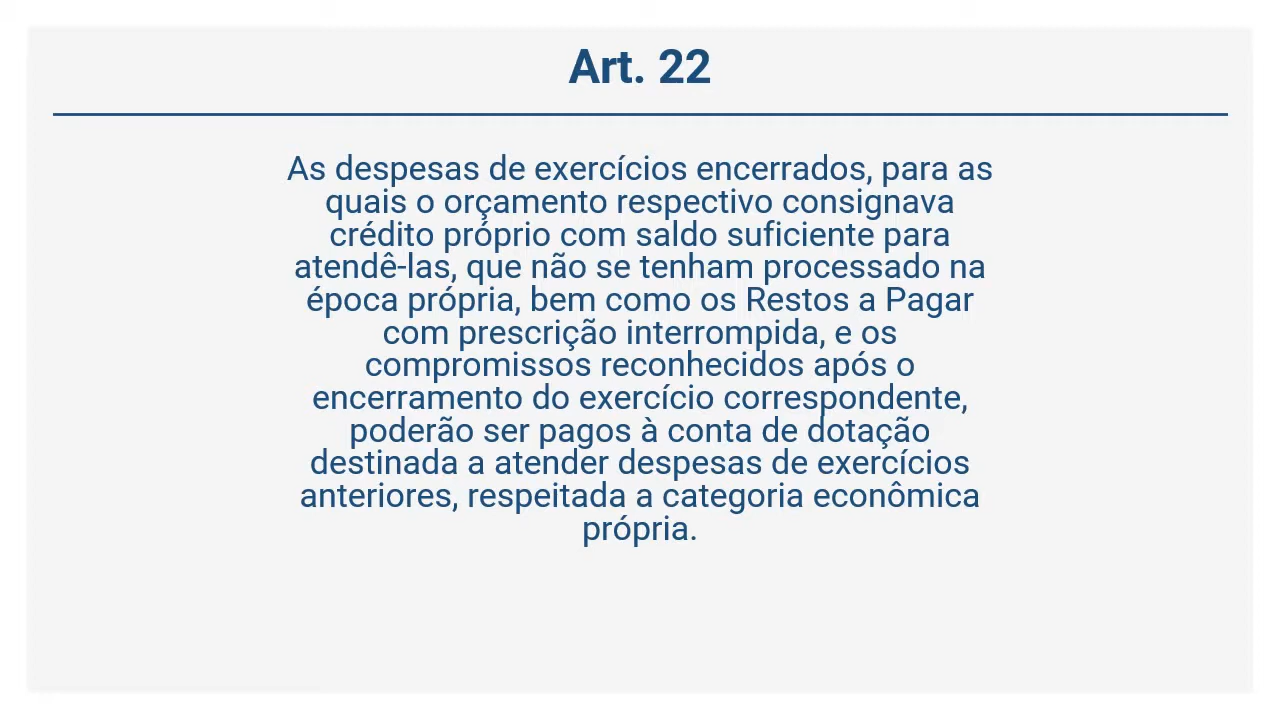 Art. 22
As despesas de exercícios encerrados, para as
quais o orçamento respectivo consignava
crédito próprio com saldo suficiente para
atendê-las, que não se tenham processado na
época própria, bem como os Restos a Pagar
com prescrição interrompida, e os
compromissos reconhecidos após o
encerramento do exercício correspondente,
poderão ser pagos à conta de dotação
destinada a atender despesas de exercícios
anteriores, respeitada a categoria econômica
própria.